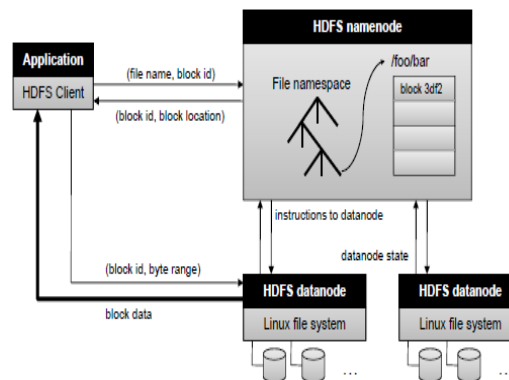 HDFS namenode
Application
HDFS Client
(file name, block id)
(block id, block location)
File namespace
/foo/bar
block 3df2
instructions to datanode
datanode state
(block id, byte range)
block data
HDFS datanode
Linux file system
...
HDFS datanode
Linux file system
...